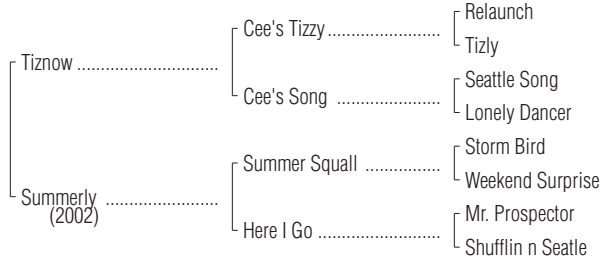 Relaunch
Cee's Tizzy ........................
Tizly
Tiznow ..............................
Seattle Song
Cee's Song ......................
Lonely Dancer
Storm Bird
Summer Squall ................
Weekend Surprise
Summerly ........................
(2002)
Mr. Prospector
Here I Go ..........................
Shufflin n Seatle